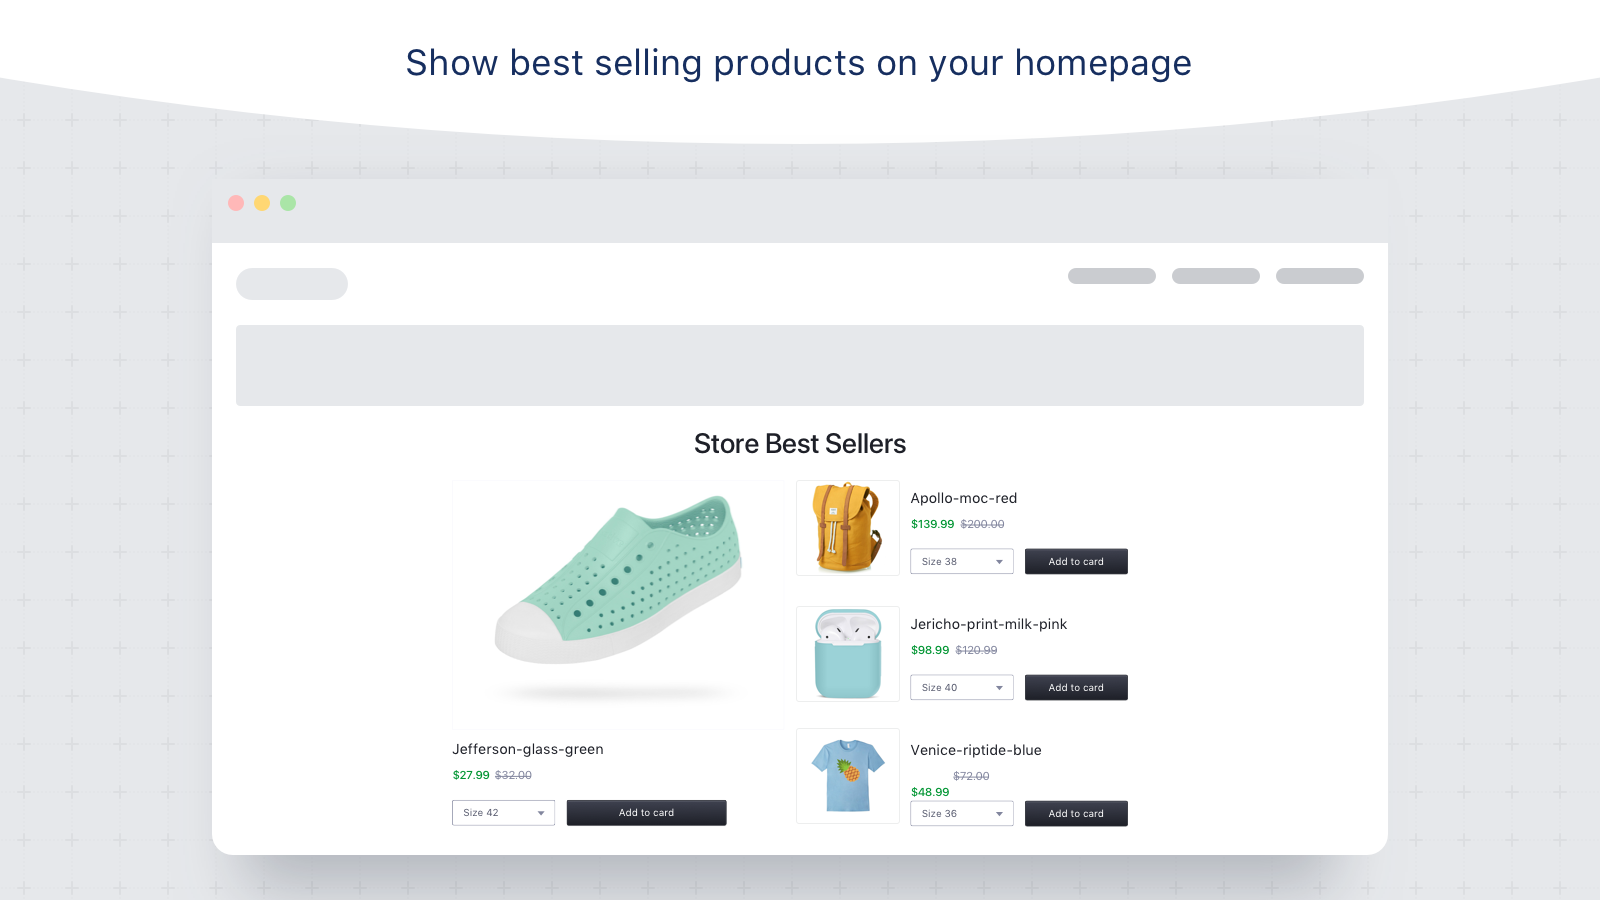 Show best selling products on your homepage
Store Best Sellers
Jefferson-glass-green
$27.99 $32.00
Size 42
Add to card
Apollo-moc-red
$139.99 $200.00
Size 38
Add to card
Jericho-print-milk-pink
$98.99 $120.99
Size 40
Add to card
Venice-riptide-blue
$72.00
$48.99
Size 36
Add to card